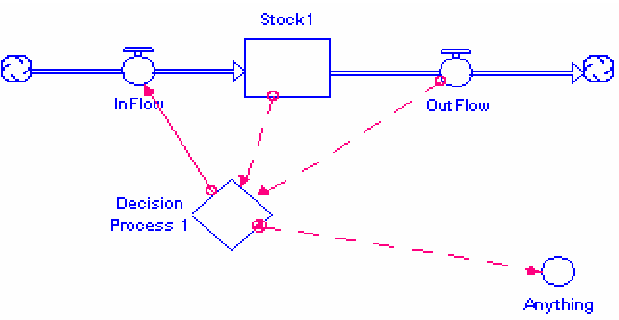 Stock1
InFlow
OutFlow
Decision
Process 1
Anything